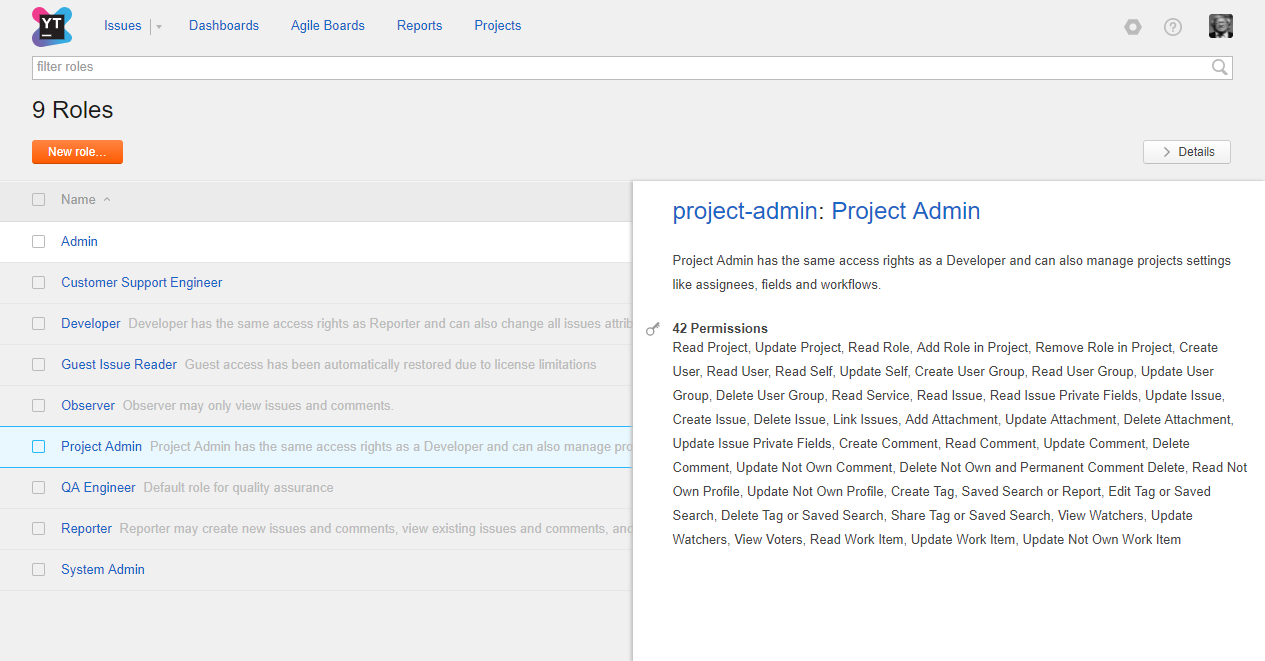 YT
Issues
Dashboards
Agile Boards
Reports
Projects
?
filter roles
9 Roles
New role...
Details
Name
Admin
Customer Support Engineer
Developer Developer has the same access rights as Reporter and can also change all issues attrib
Guest Issue Reader Guest access has been automatically restored due to license limitations
Observer Observer may only view issues and comments.
Project Admin Project Admin has the same access rights as a Developer and can also manage pro
QA Engineer Default role for quality assurance
Reporter Reporter may create new issues and comments, view existing issues and comments, and
System Admin
project-admin: Project Admin
Project Admin has the same access rights as a Developer and can also manage projects settings
like assignees, fields and workflows.
42 Permissions
Read Project, Update Project, Read Role, Add Role in Project, Remove Role in Project, Create
User, Read User, Read Self, Update Self, Create User Group, Read User Group, Update User
Group, Delete User Group, Read Service, Read Issue, Read Issue Private Fields, Update Issue,
Create Issue, Delete Issue, Link Issues, Add Attachment, Update Attachment, Delete Attachment,
Update Issue Private Fields, Create Comment, Read Comment, Update Comment, Delete
Comment, Update Not Own Comment, Delete Not Own and Permanent Comment Delete, Read Not
Own Profile, Update Not Own Profile, Create Tag, Saved Search or Report, Edit Tag or Saved
Search, Delete Tag or Saved Search, Share Tag or Saved Search, View Watchers, Update
Watchers, View Voters, Read Work Item, Update Work Item, Update Not Own Work Item